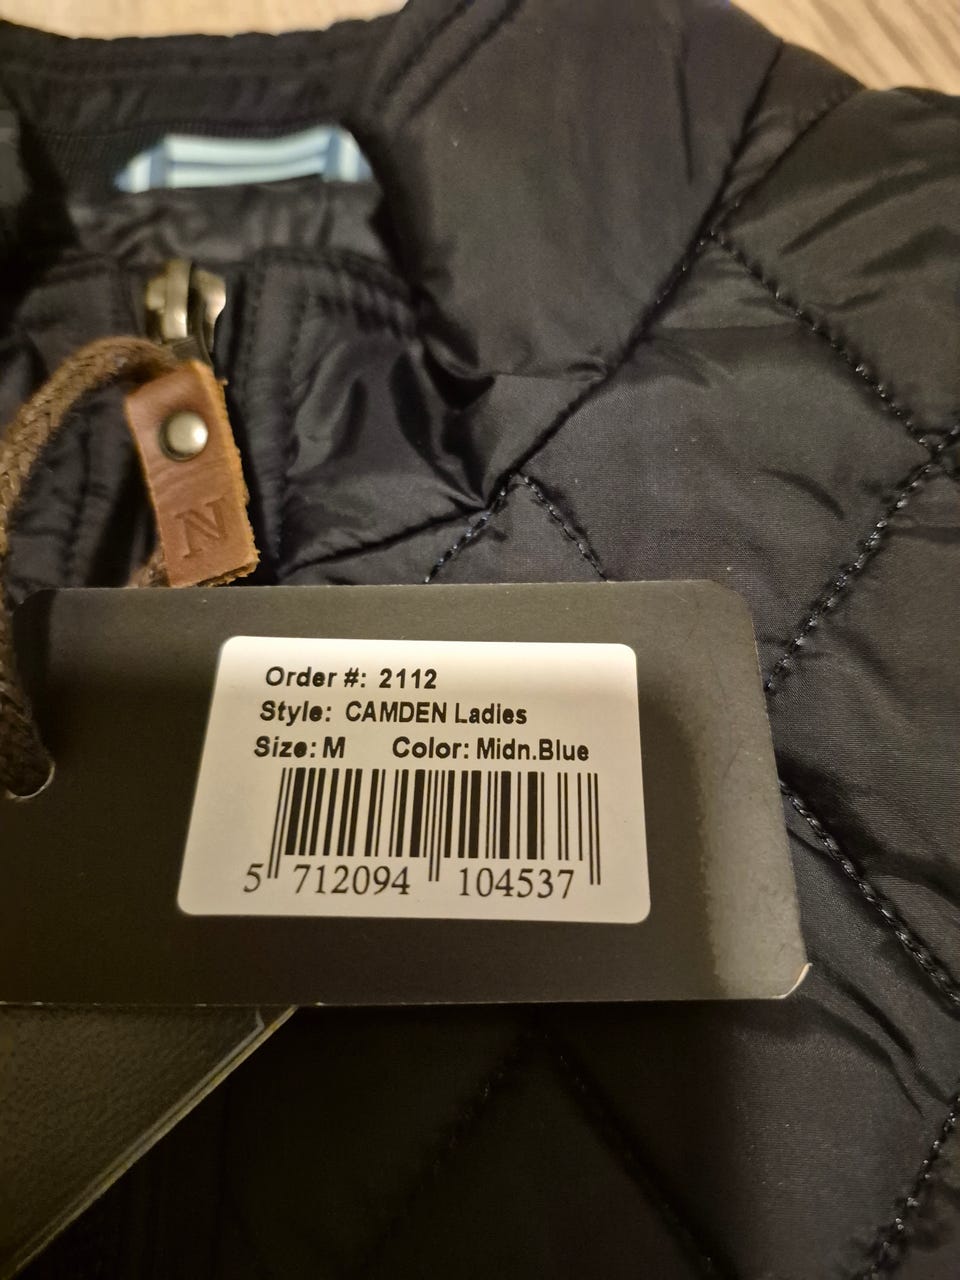 N
Order #: 2112
Style: CAMDEN Ladies
Size: M Color: Midn.Blue
5 712094 104537